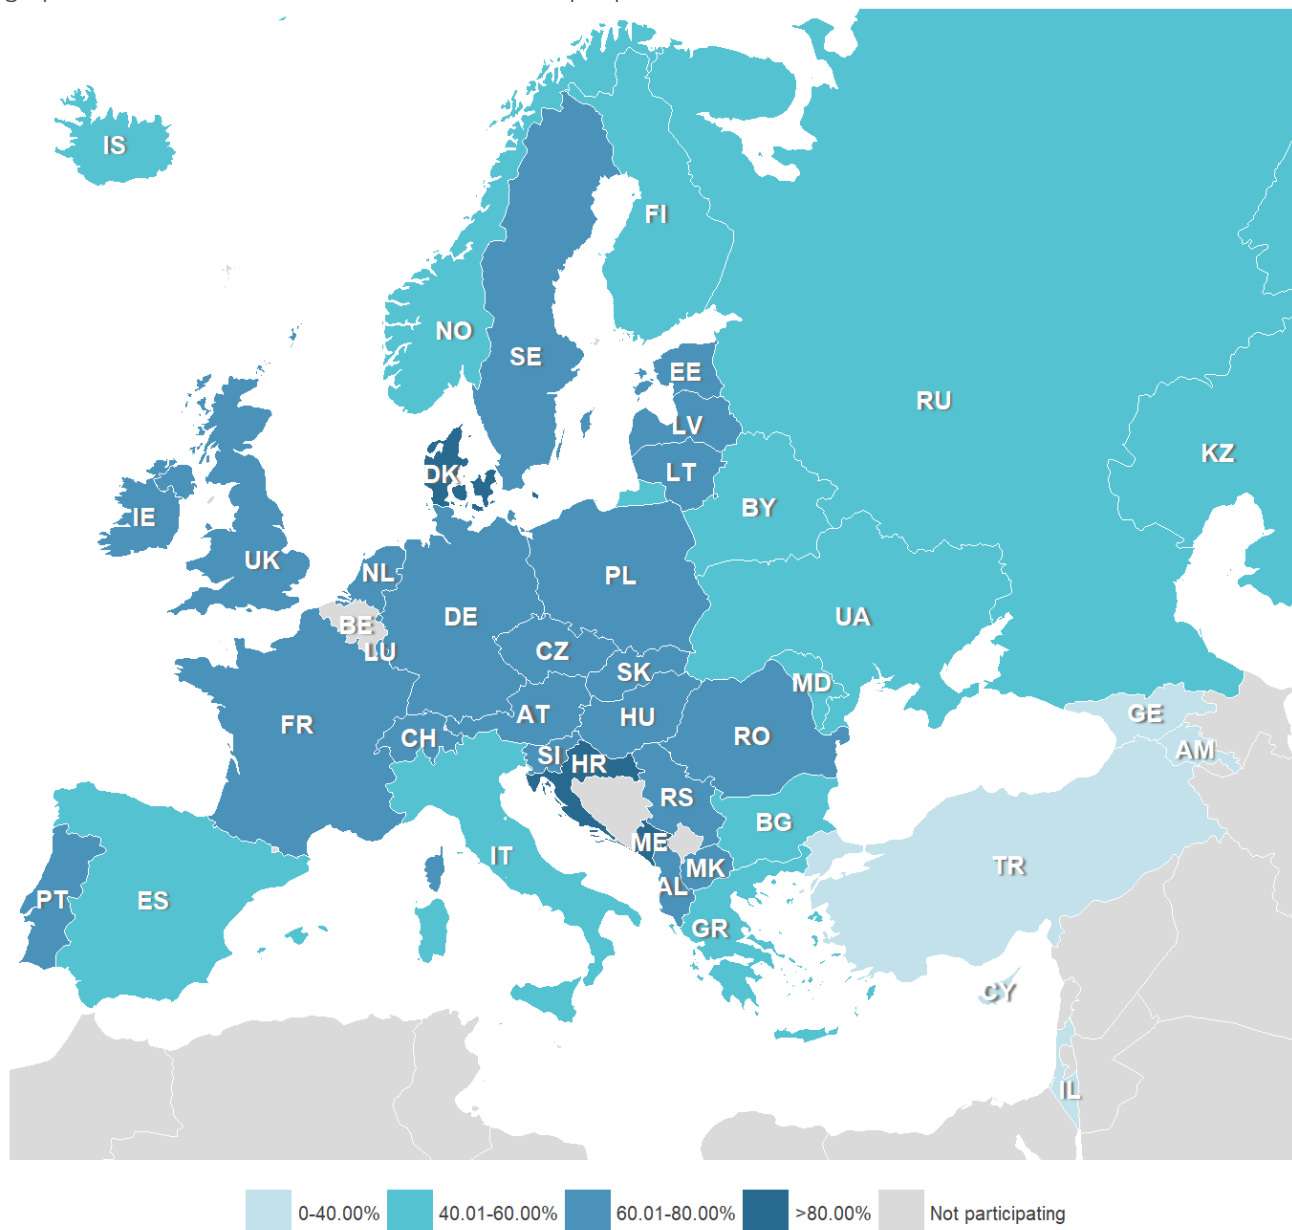 IS
FI
NO
SE
EE
RU
LV
KZ
DK
LT
BY
IE
UK
NL
PL
DE
BE
UA
LU
CZ
SK
MD
AT
HU
GE
FR
CH
RO
AM
SI
HR
RS
BG
ME
IT
MK
TR
AL
PT
ES
GR
CY
IL
0-40.00% 40.01-60.00% 60.01-80.00% >80.00% Not participating